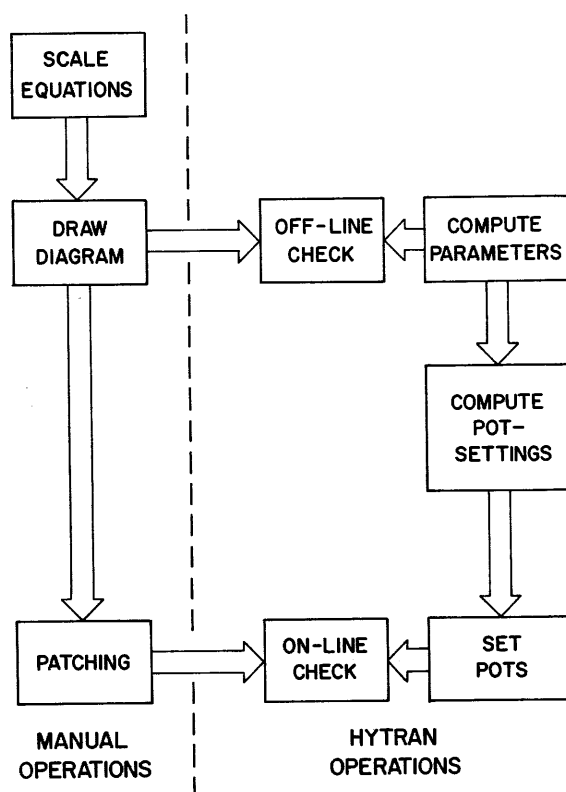 SCALE
EQUATIONS
DRAW
DIAGRAM
OFF-LINE
CHECK
COMPUTE
PARAMETERS
COMPUTE
POT-
SETTINGS
PATCHING
ON-LINE
CHECK
SET
POTS
MANUAL
OPERATIONS
HYTRAN
OPERATIONS